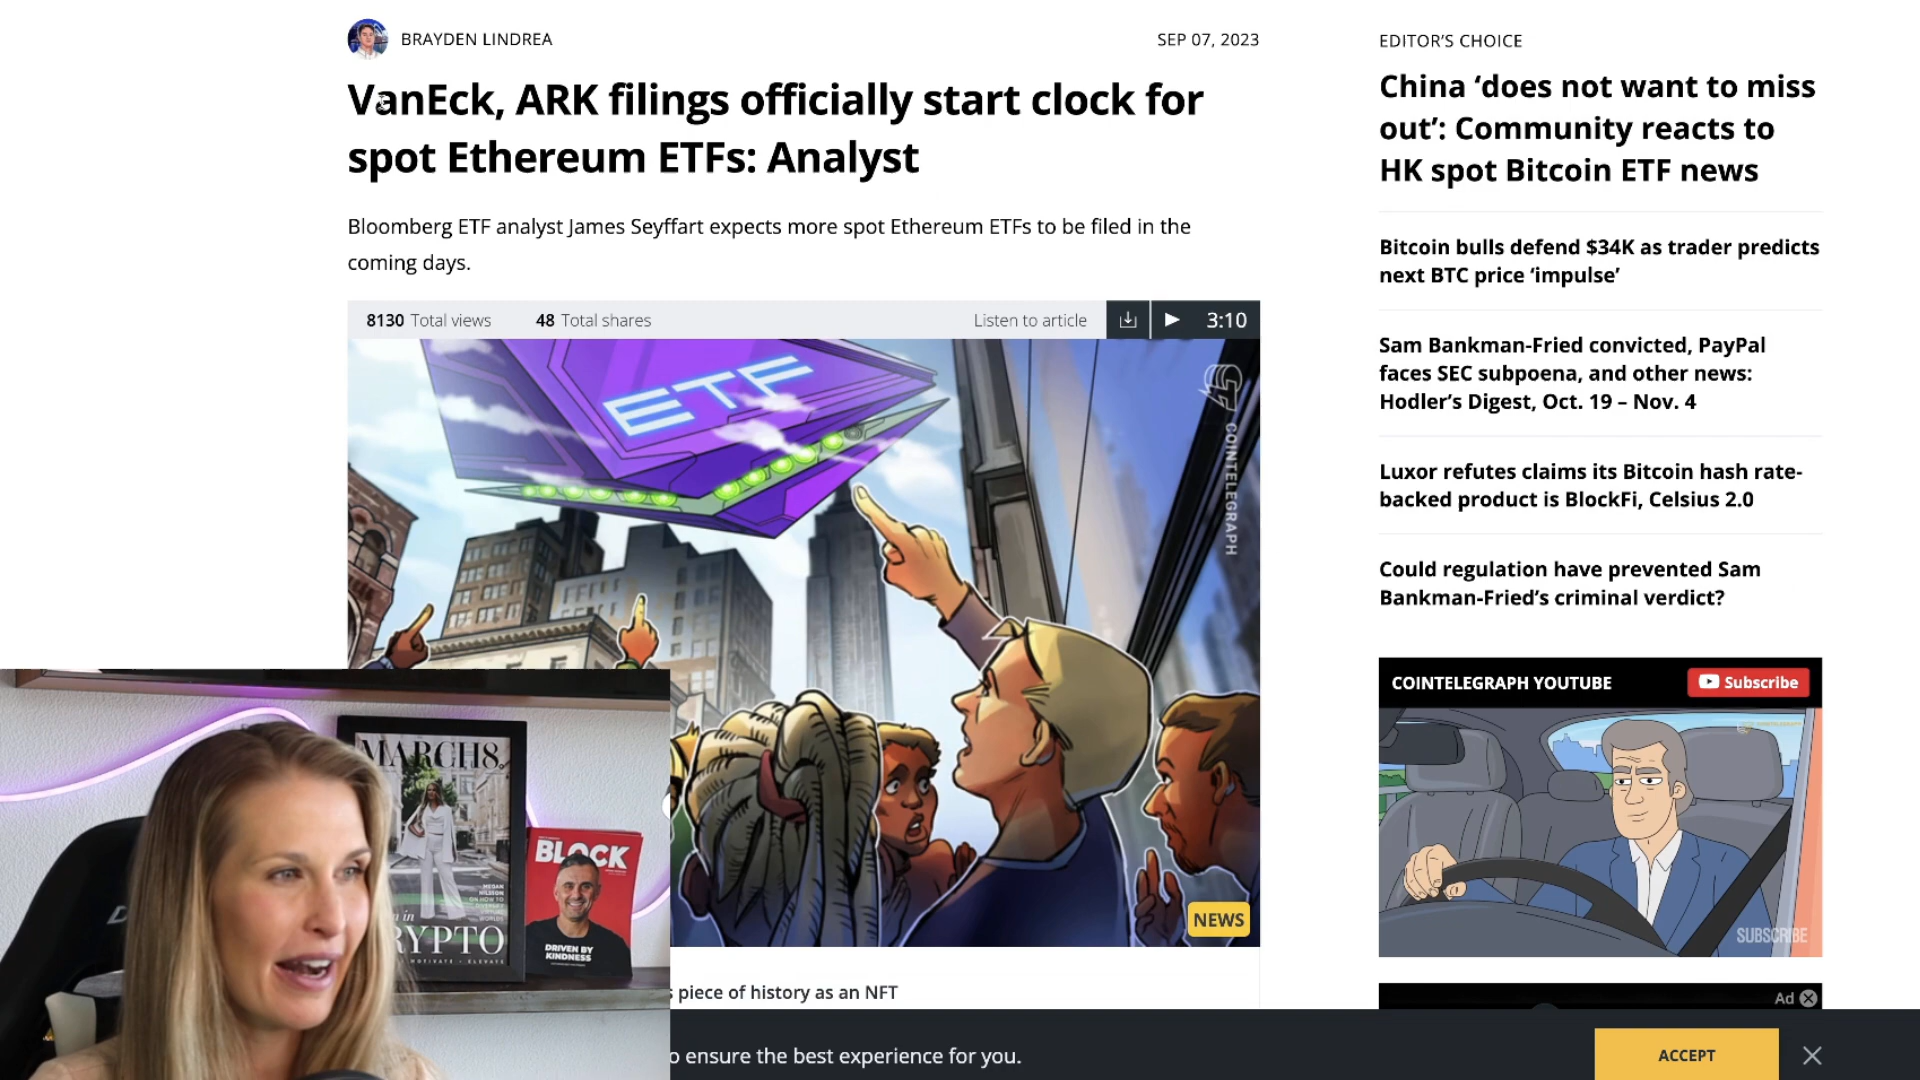 BRAYDEN LINDREA
SEP 07, 2023
VanEck, ARK filings officially start clock for
spot Ethereum ETFs: Analyst
Bloomberg ETF analyst James Seyffart expects more spot Ethereum ETFs to be filed in the
coming days.
8130 Total views
48 Total shares
Listen to article
3:10
ETF
COINTELEGRAPH
NEWS
s piece of history as an NFT
o ensure the best experience for you.
ACCEPT
EDITOR’S CHOICE
China ‘does not want to miss
out’: Community reacts to
HK spot Bitcoin ETF news
Bitcoin bulls defend $34K as trader predicts
next BTC price ‘impulse’
Sam Bankman-Fried convicted, PayPal
faces SEC subpoena, and other news:
Hodler’s Digest, Oct. 19 – Nov. 4
Luxor refutes claims its Bitcoin hash rate-
backed product is BlockFi, Celsius 2.0
Could regulation have prevented Sam
Bankman-Fried’s criminal verdict?
COINTELEGRAPH YOUTUBE
Subscribe
SUBSCRIBE
Ad
MARCH8.
MEGAN
NILSSON
ON HOW TO
in
RYPTO
ELEVATE
BLOCK
DRIVEN BY
KINDNESS